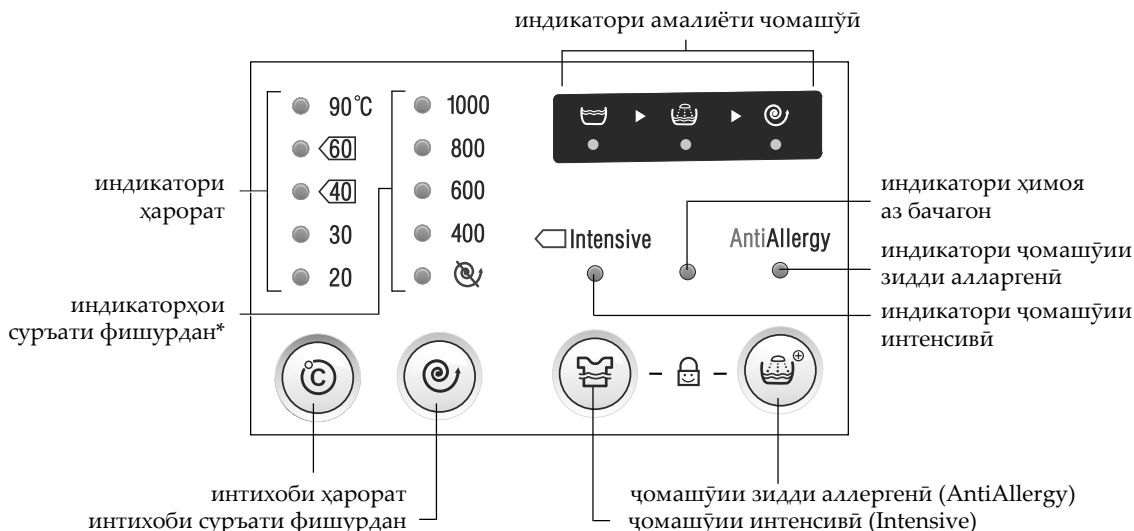 индикатори амалиёти чомашӯӣ
90°C
60
40
30
20
1000
800
600
400
Intensive
AntiAllergy
индикатори
ҳарорат
индикаторҳои
суръати фишурдан*
индикатори ҳимоя
аз бачагон
индикатори ҷомашӯии
зидди алларгенӣ
индикатори ҷомашӯии
интенсивӣ
°C
интихоби ҳарорат
интихоби суръати фишурдан
ҷомашӯии зидди аллергенӣ (AntiAllergy)
ҷомашӯии интенсивӣ (Intensive)